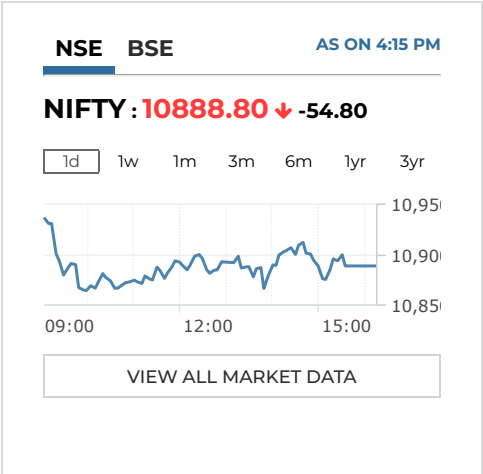 NSE BSE AS ON 4:15 PM
NIFTY : 10888.80 -54.80
1d 1w 1m 3m 6m 1yr 3yr
10,950
10,900
10,850
09:00 12:00 15:00
VIEW ALL MARKET DATA